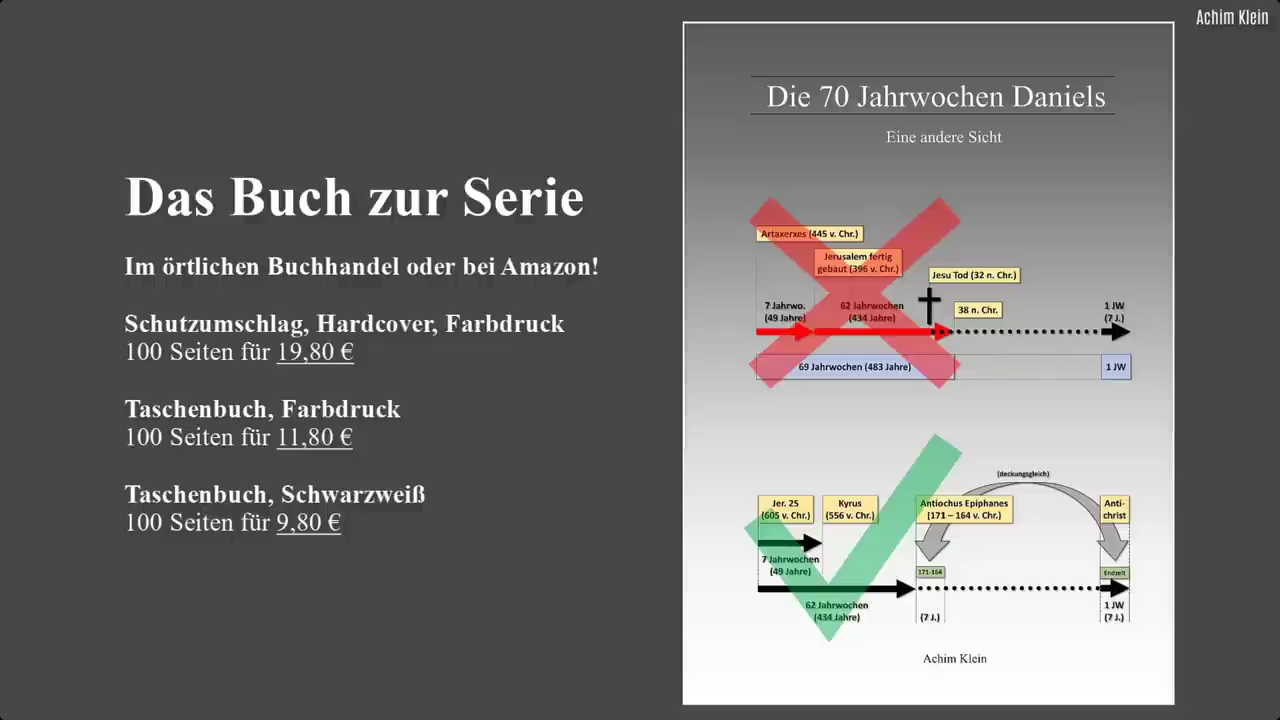 Achim Klein
Das Buch zur Serie
Im örtlichen Buchhandel oder bei Amazon!
Schutzumschlag, Hardcover, Farbdruck
100 Seiten für 19,80 €
Taschenbuch, Farbdruck
100 Seiten für 11,80 €
Taschenbuch, Schwarzweiß
100 Seiten für 9,80 €
Die 70 Jahrwochen Daniels
Eine andere Sicht
Artaxerxes (445 v. Chr.)
Jerusalem fertig
gebaut (396 v. Chr.)
Jesu Tod (32 n. Chr.)
38 n. Chr.
7 Jahrwo.
(49 Jahre)
62 Jahrwochen
(434 Jahre)
1 JW
(7 J.)
69 Jahrwochen (483 Jahre)
1 JW
(deckungsgleich)
Jer. 25
(605 v. Chr.)
Kyrus
(556 v. Chr.)
Antiochus Epiphanes
(171 – 164 v. Chr.)
Anti-
christ
7 Jahrwochen
(49 Jahre)
171-164
Endzeit
62 Jahrwochen
(434 Jahre)
(7 J.)
1 JW
(7 J.)
Achim Klein